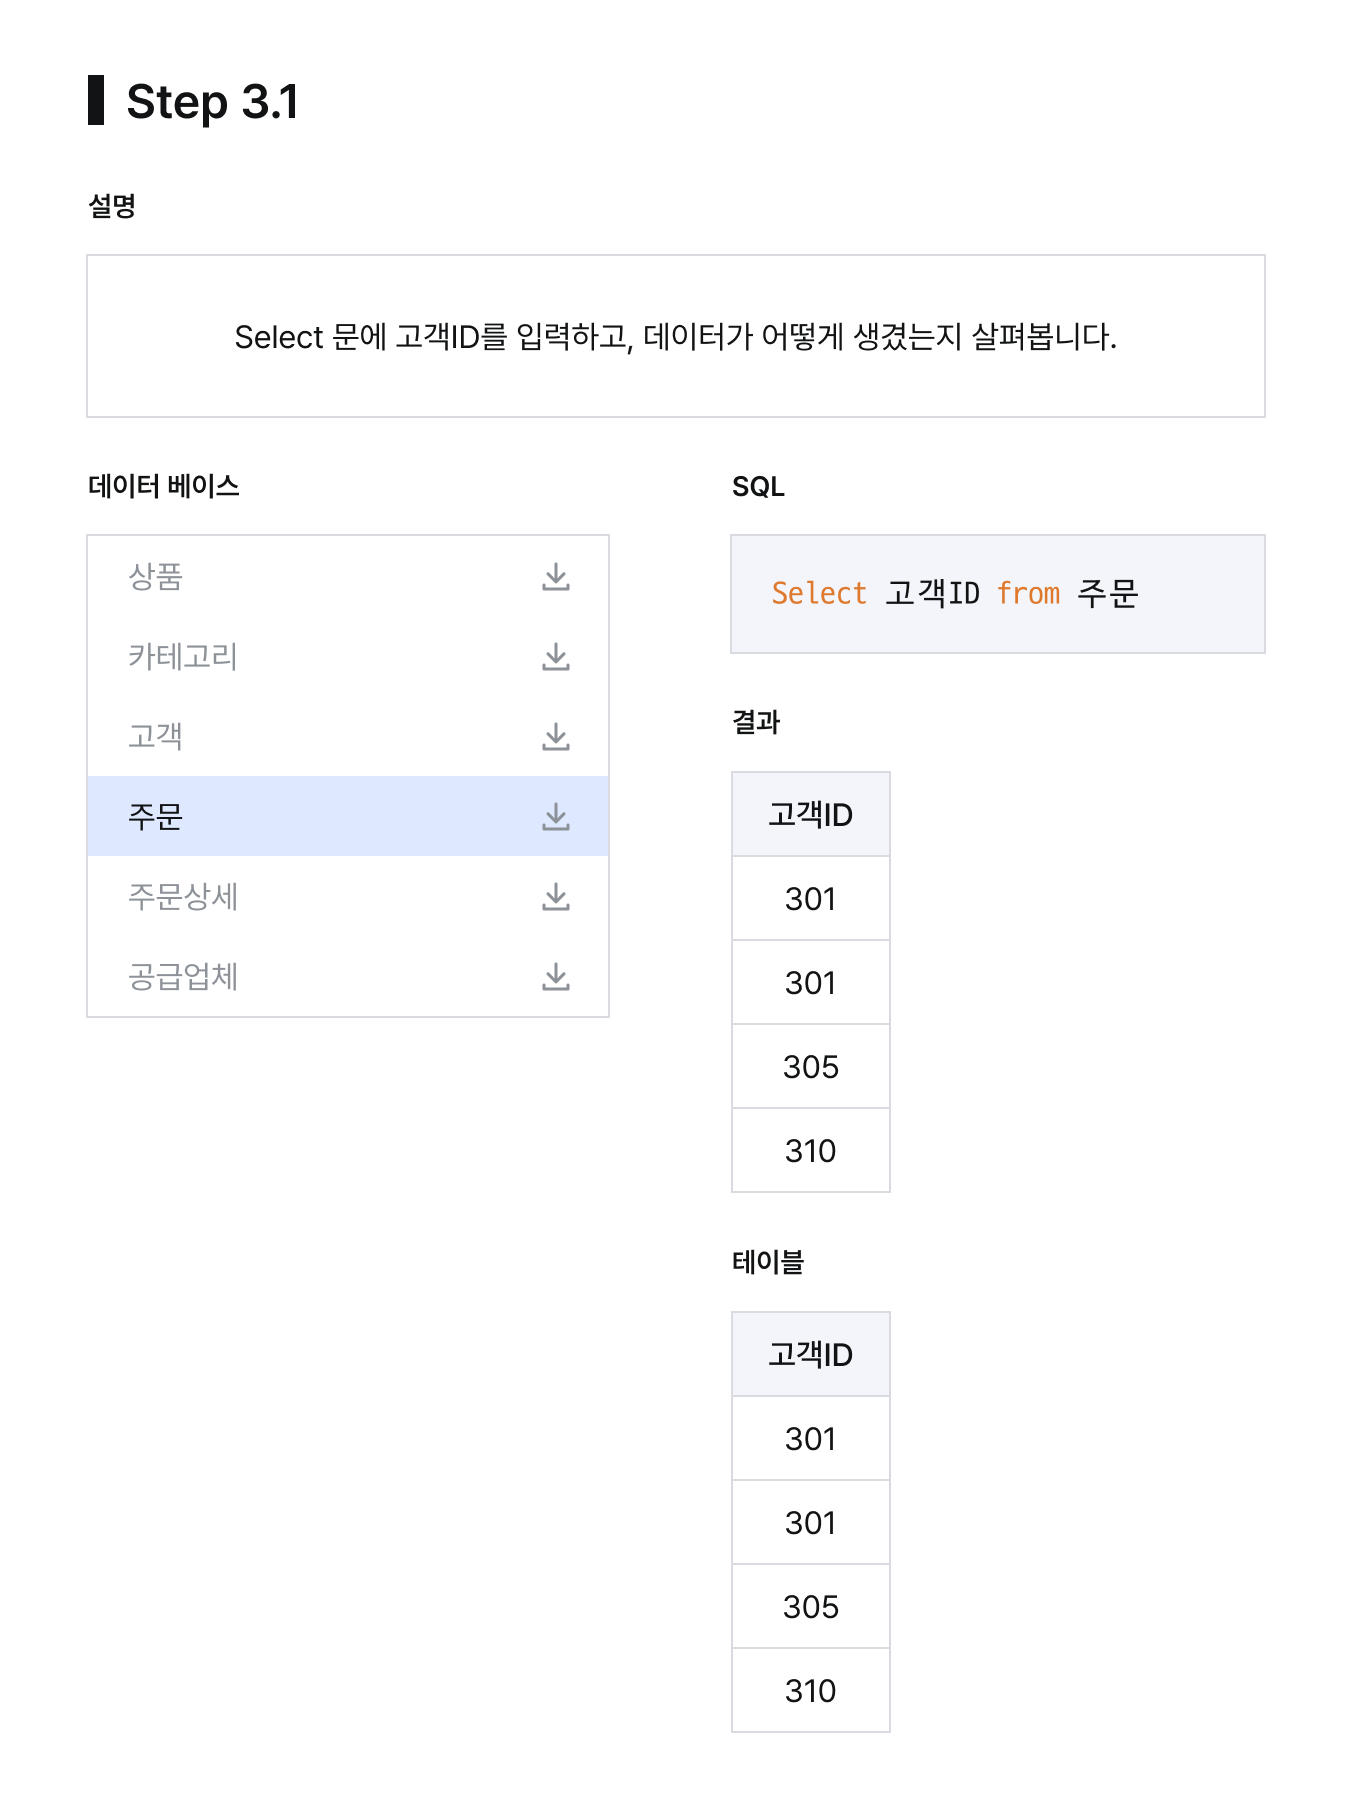 Step 3.1
설명
Select 문에 고객ID를 입력하고, 데이터가 어떻게 생겼는지 살펴봅니다.
데이터 베이스
상품
카테고리
고객
주문
주문상세
공급업체
SQL
Select 고객ID from 주문
결과
고객ID
301
301
305
310
테이블
고객ID
301
301
305
310